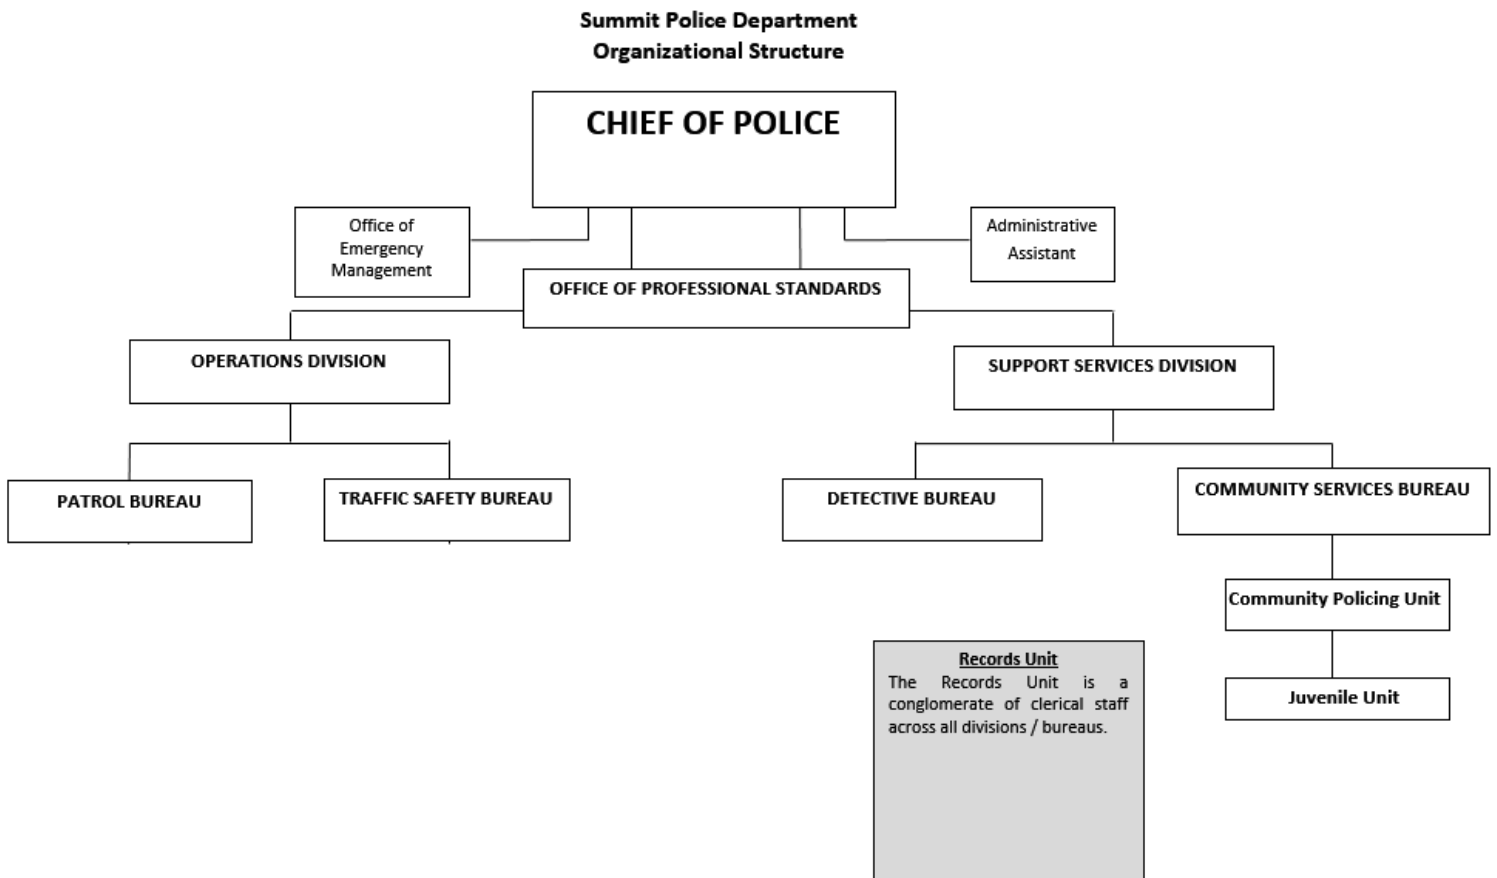 Summit Police Department
Organizational Structure
CHIEF OF POLICE
Office of
Emergency
Management
Administrative
Assistant
OFFICE OF PROFESSIONAL STANDARDS
OPERATIONS DIVISION
SUPPORT SERVICES DIVISION
PATROL BUREAU
TRAFFIC SAFETY BUREAU
DETECTIVE BUREAU
COMMUNITY SERVICES BUREAU
Community Policing Unit
Juvenile Unit
Records Unit
The Records Unit is a
conglomerate of clerical staff
across all divisions / bureaus.